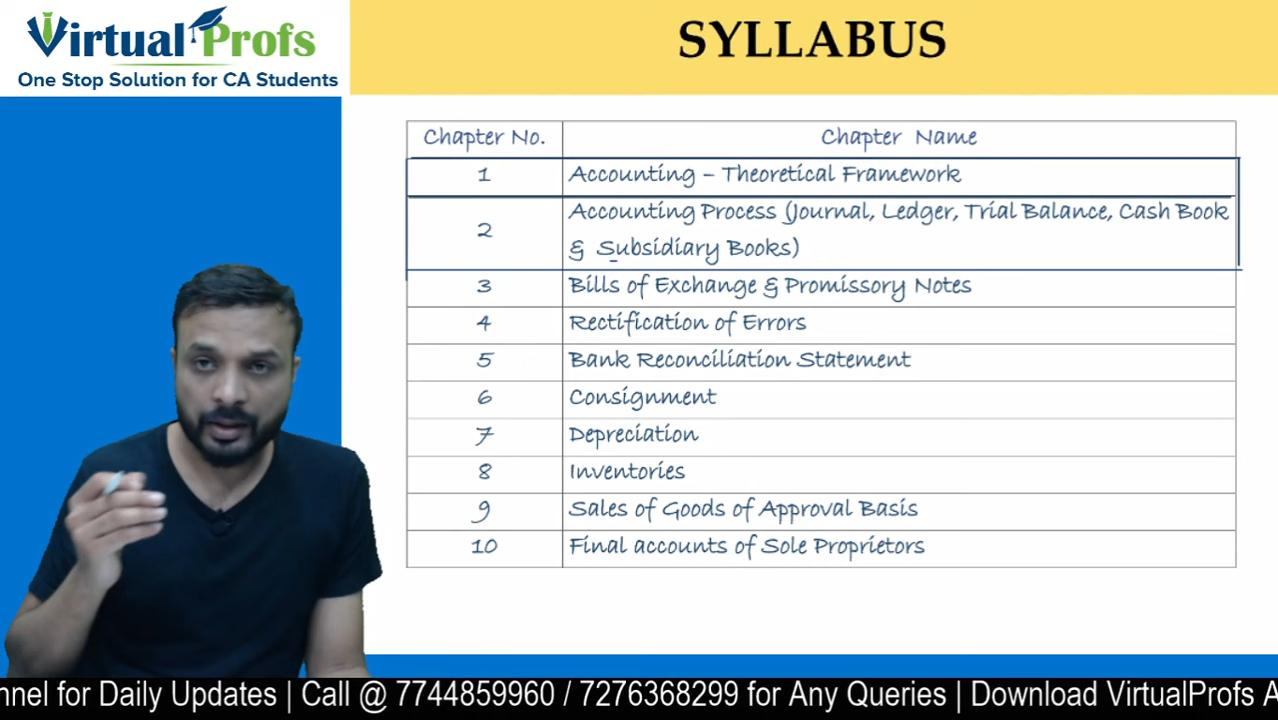 Virtual Profs
One Stop Solution for CA Students
SYLLABUS
Chapter No. Chapter Name
1 Accounting – Theoretical Framework
2 Accounting Process (Journal, Ledger, Trial Balance, Cash Book
& Subsidiary Books)
3 Bills of Exchange & Promissory Notes
4 Rectification of Errors
5 Bank Reconciliation Statement
6 Consignment
7 Depreciation
8 Inventories
9 Sales of Goods of Approval Basis
10 Final accounts of Sole Proprietors
nnel for Daily Updates | Call @ 7744859960 / 7276368299 for Any Queries | Download VirtualProfs A